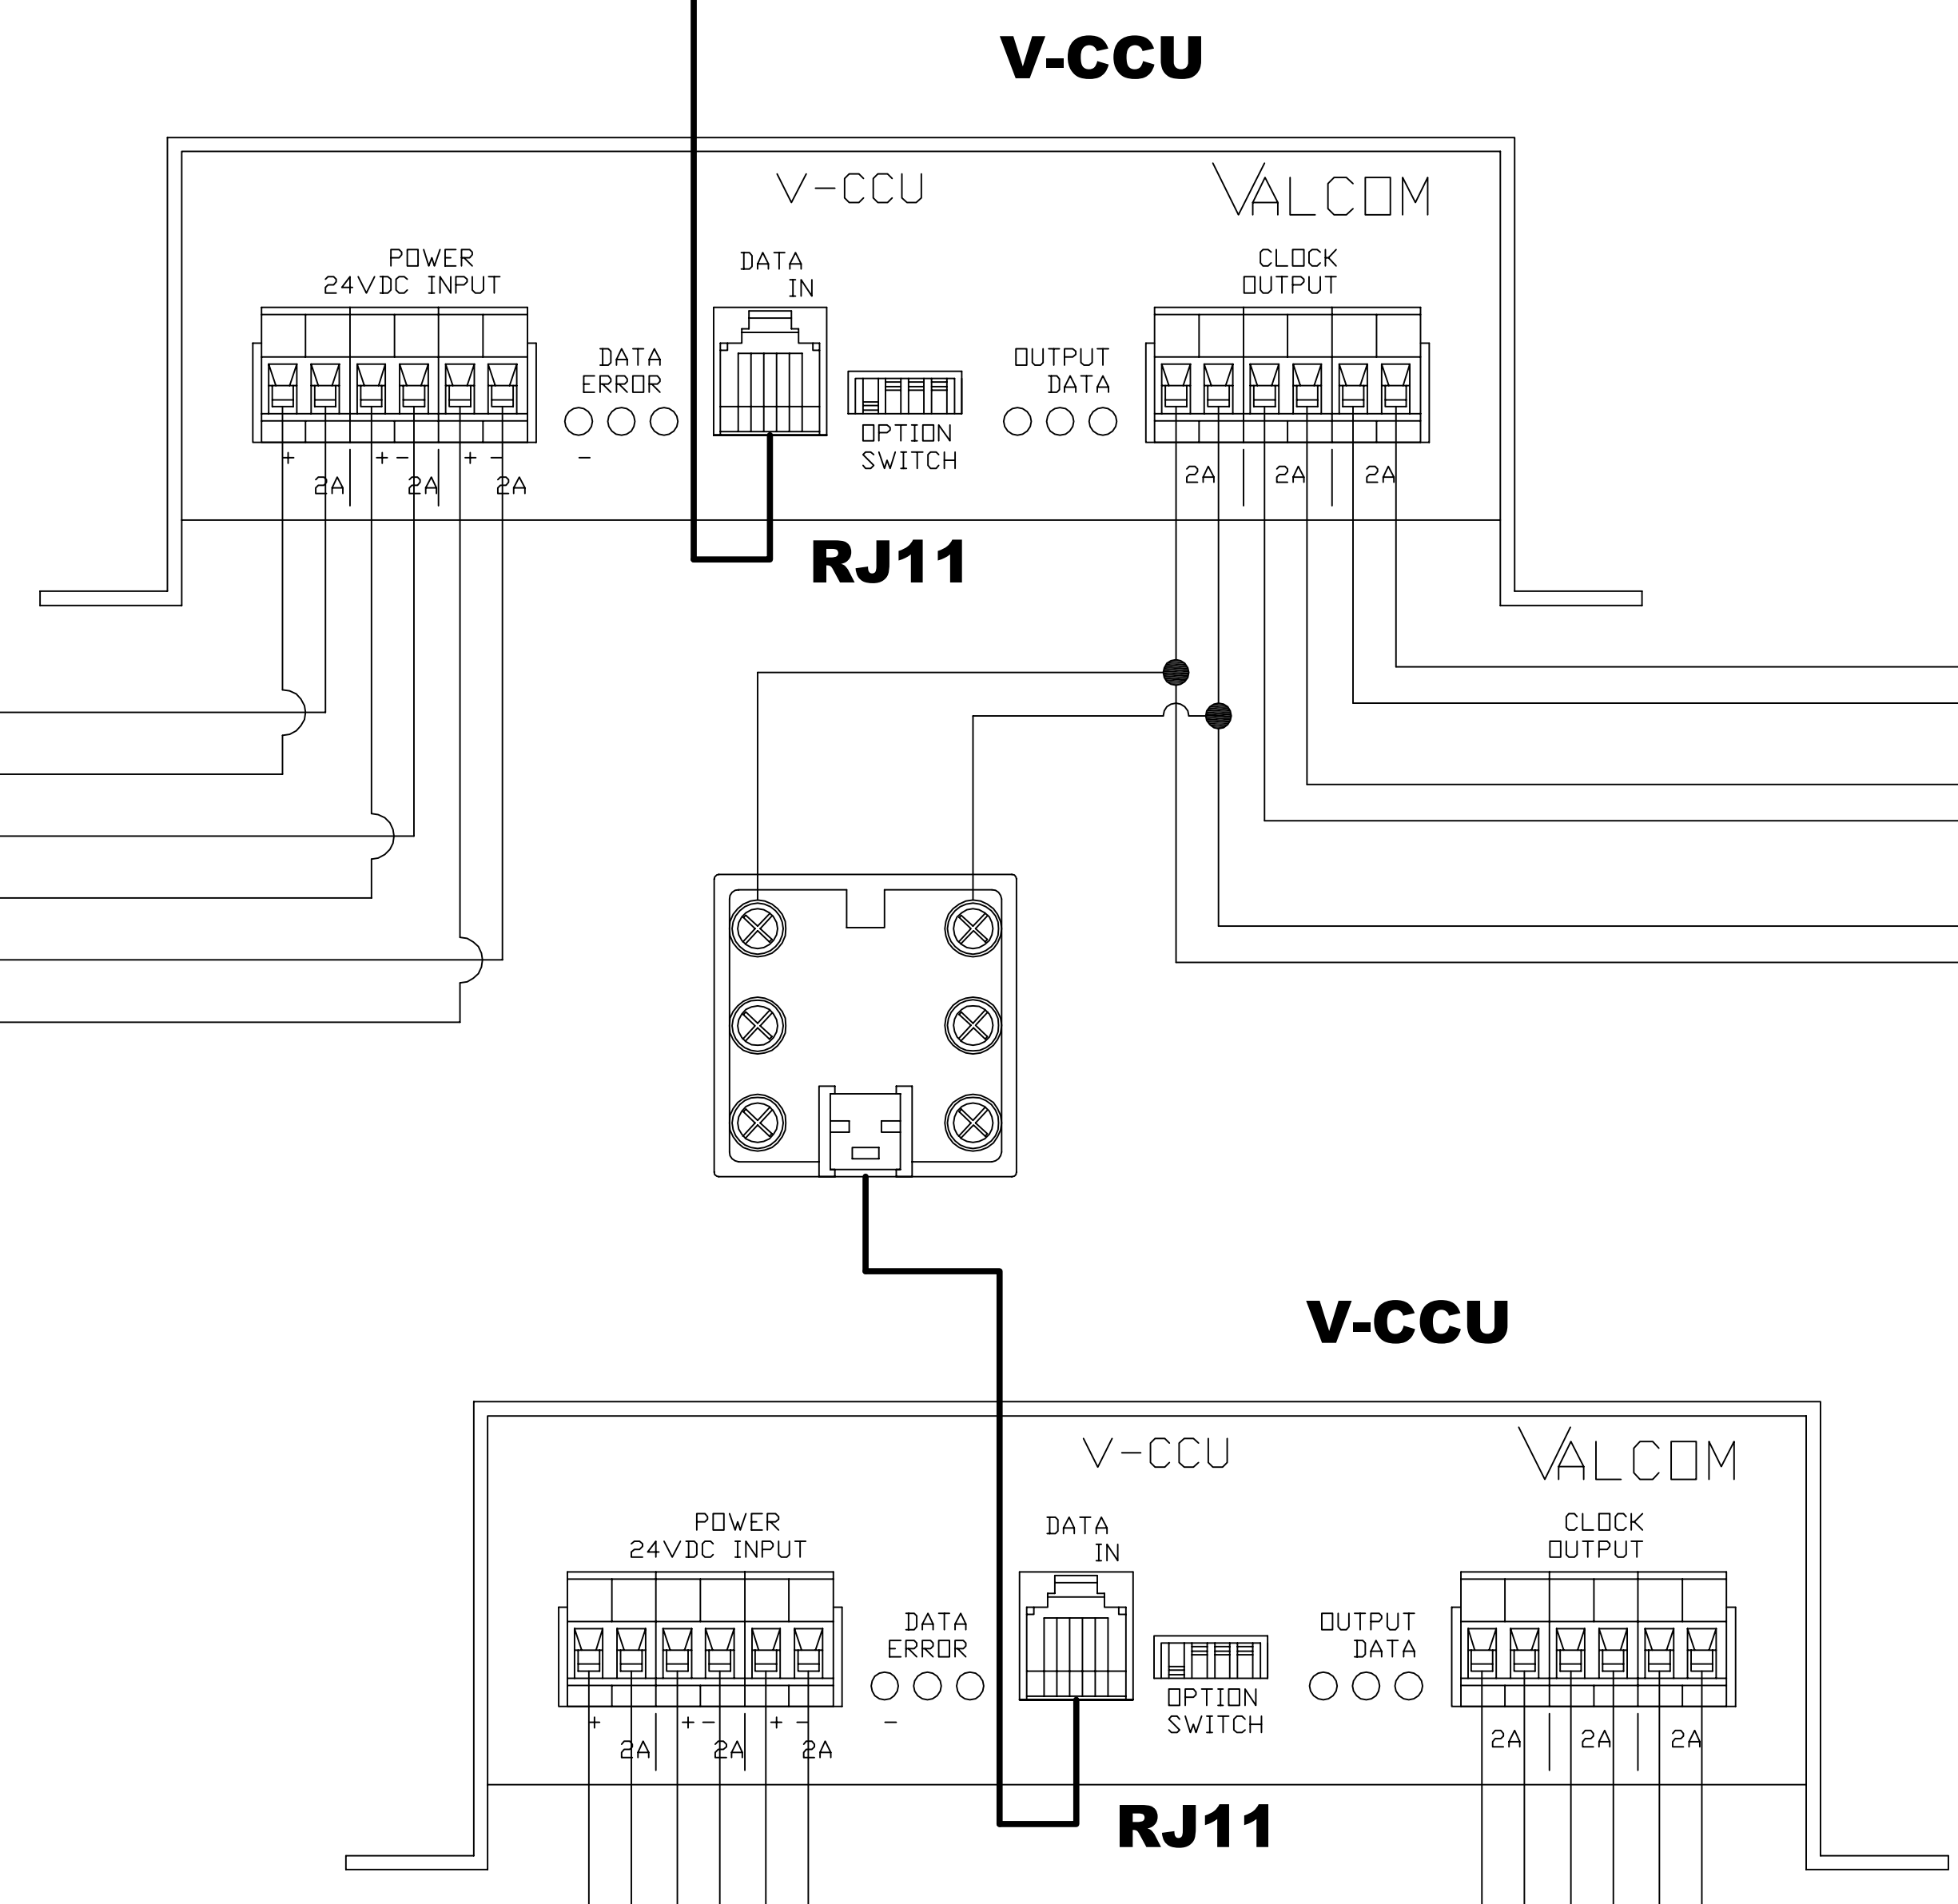 V-CCU
V-CCU
VALCOM
POWER
24VDC INPUT
DATA
IN
CLOCK
OUTPUT
DATA
ERROR
OUTPUT
DATA
OPTION
SWITCH
+ + - + - -
2A 2A 2A
2A 2A 2A
RJ11
V-CCU
V-CCU
VALCOM
POWER
24VDC INPUT
DATA
IN
CLOCK
OUTPUT
DATA
ERROR
OUTPUT
DATA
OPTION
SWITCH
+ + - + - -
2A 2A 2A
2A 2A 2A
RJ11